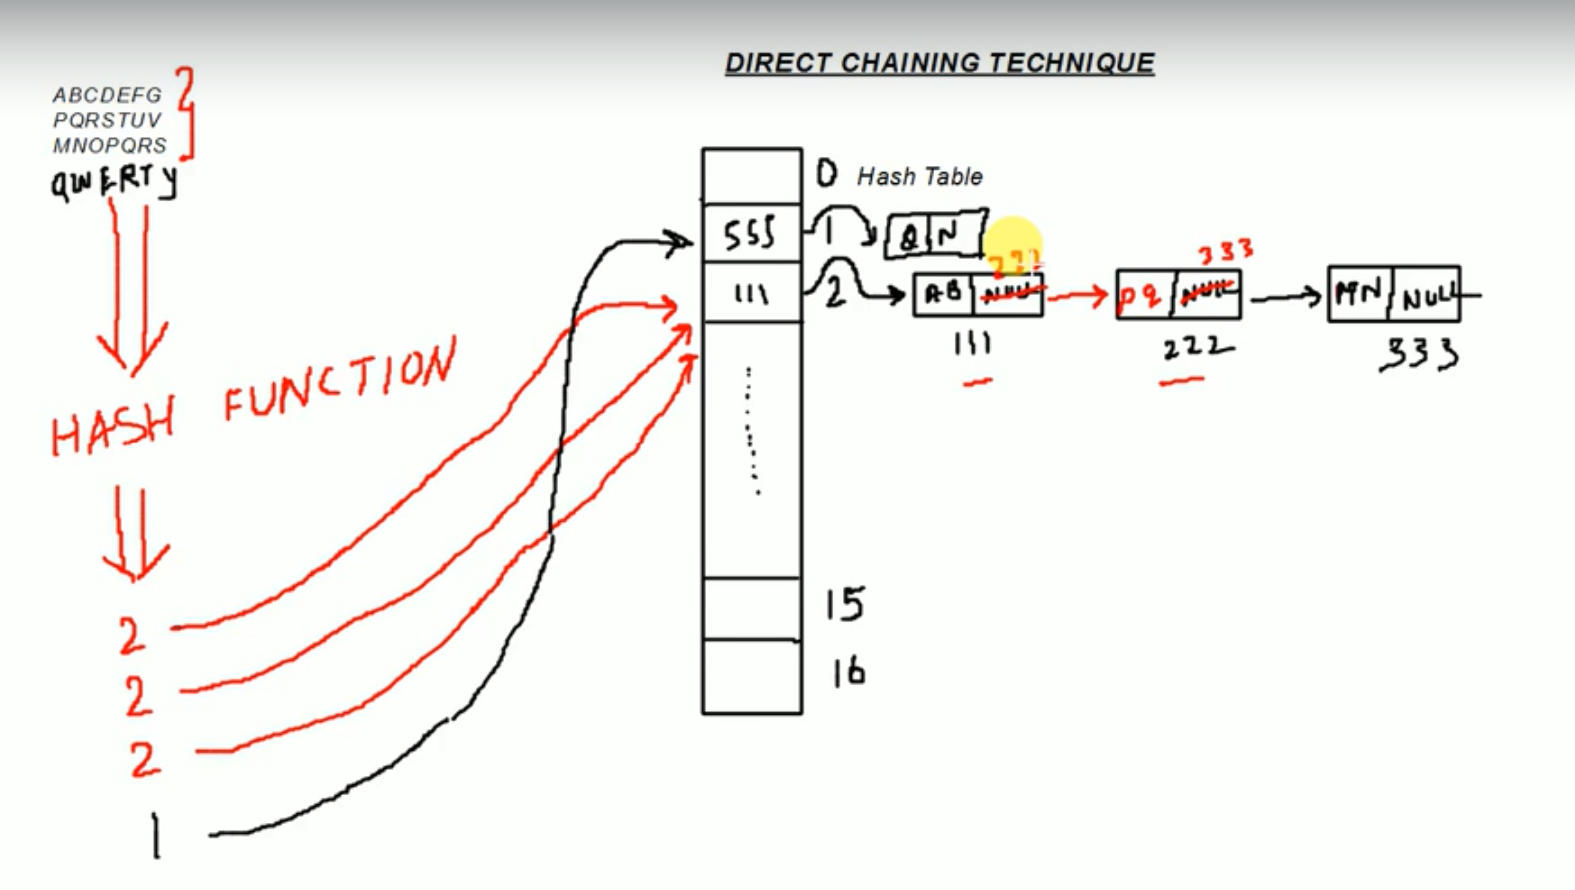 DIRECT CHAINING TECHNIQUE
ABCDEFG
PQRSTUV
MNOPQRS
QWERTY
HASH FUNCTION
2
2
2
1
0 Hash Table
555 1 Q N
111 2 AB NULL 222 PQ NULL 333 MN NULL
111 222 333
15
16